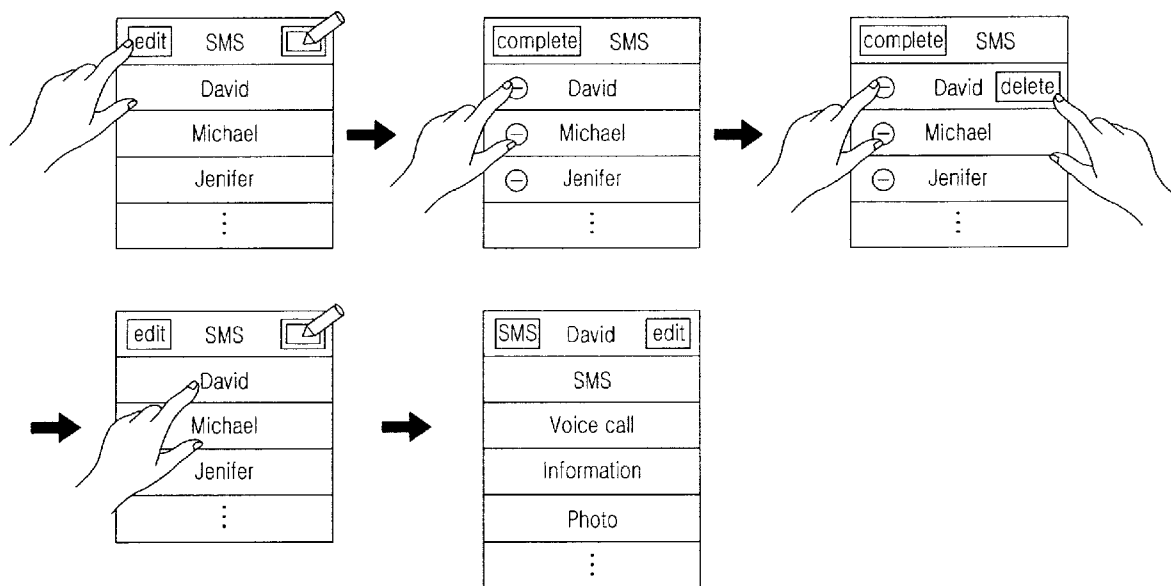 edit SMS
David
Michael
Jenifer
complete SMS
David
Michael
Jenifer
complete SMS
David delete
Michael
Jenifer
edit SMS
David
Michael
Jenifer
SMS David edit
SMS
Voice call
Information
Photo